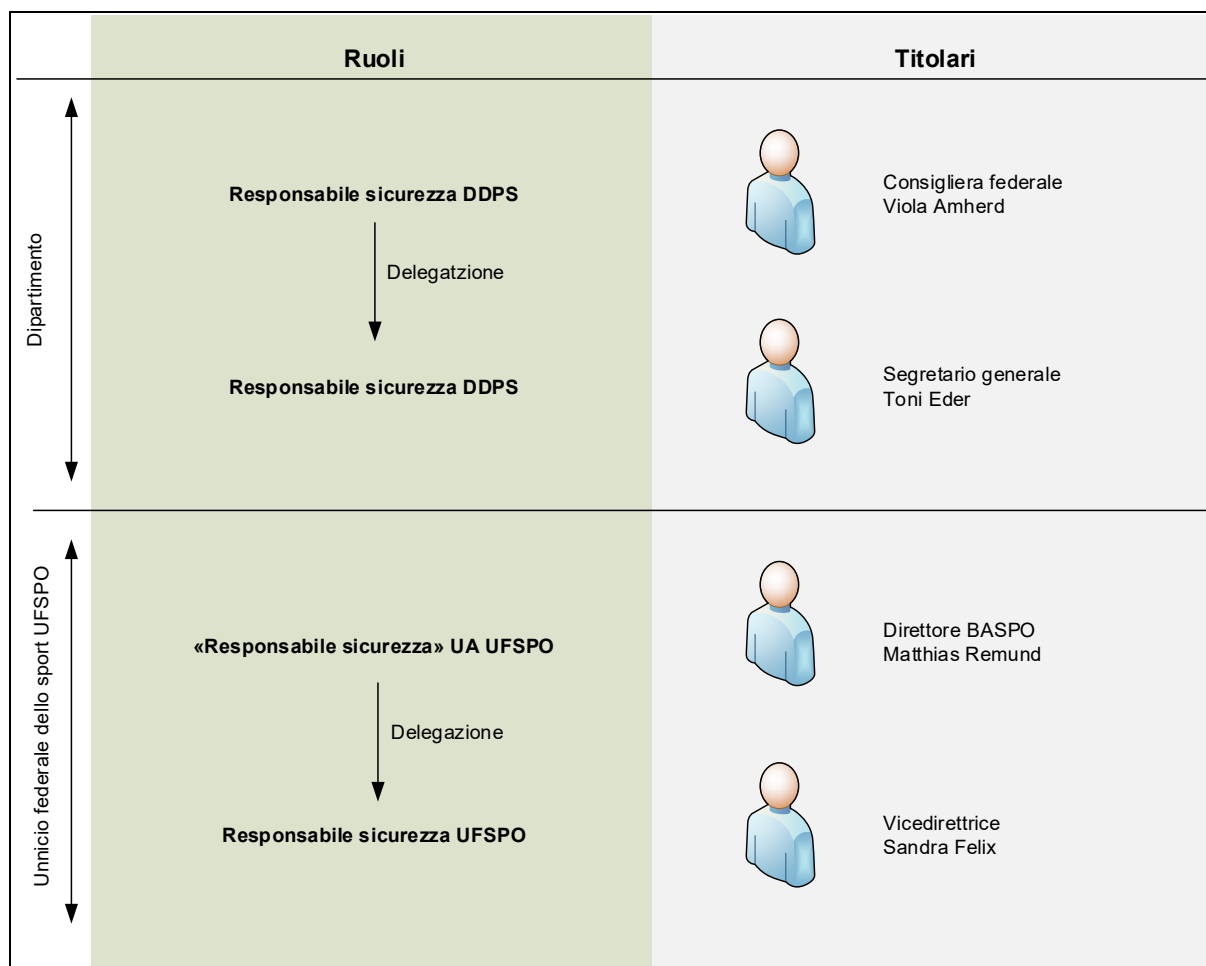 Ruoli
Titolari
Dipartimento
Responsabile sicurezza DDPS
Consigliera federale
Viola Amherd
Delegatzione
Responsabile sicurezza DDPS
Segretario generale
Toni Eder
Unnicio federale dello sport UFSPO
«Responsabile sicurezza» UA UFSPO
Direttore BASPO
Matthias Remund
Delegazione
Responsabile sicurezza UFSPO
Vicedirettrice
Sandra Felix